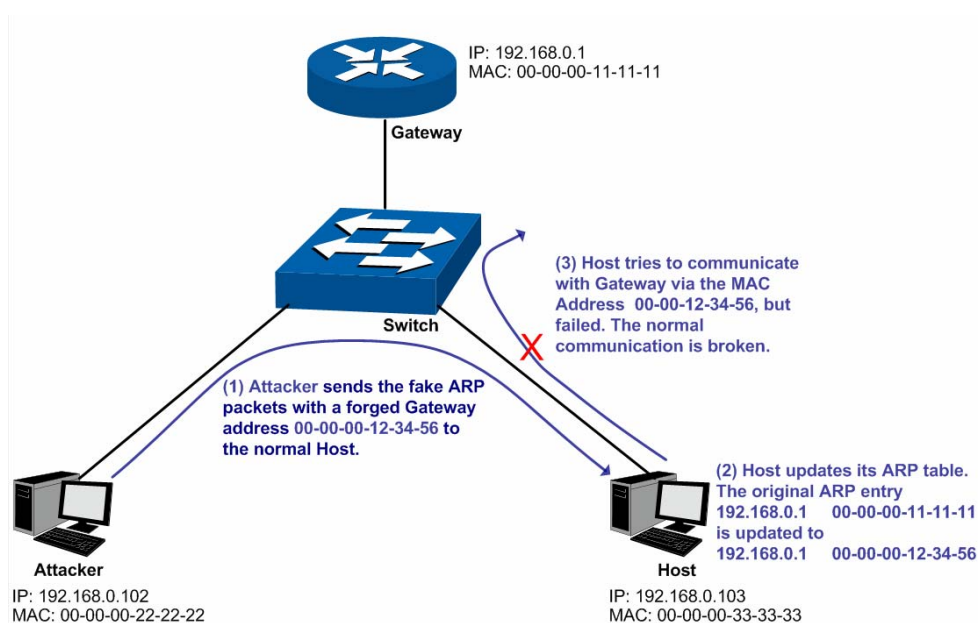 IP: 192.168.0.1
MAC: 00-00-00-11-11-11
Gateway
Switch
(3) Host tries to communicate
with Gateway via the MAC
Address 00-00-12-34-56, but
failed. The normal
communication is broken.
X
(1) Attacker sends the fake ARP
packets with a forged Gateway
address 00-00-00-12-34-56 to
the normal Host.
(2) Host updates its ARP table.
The original ARP entry
192.168.0.1 00-00-00-11-11-11
is updated to
192.168.0.1 00-00-00-12-34-56
Attacker
IP: 192.168.0.102
MAC: 00-00-00-22-22-22
Host
IP: 192.168.0.103
MAC: 00-00-00-33-33-33